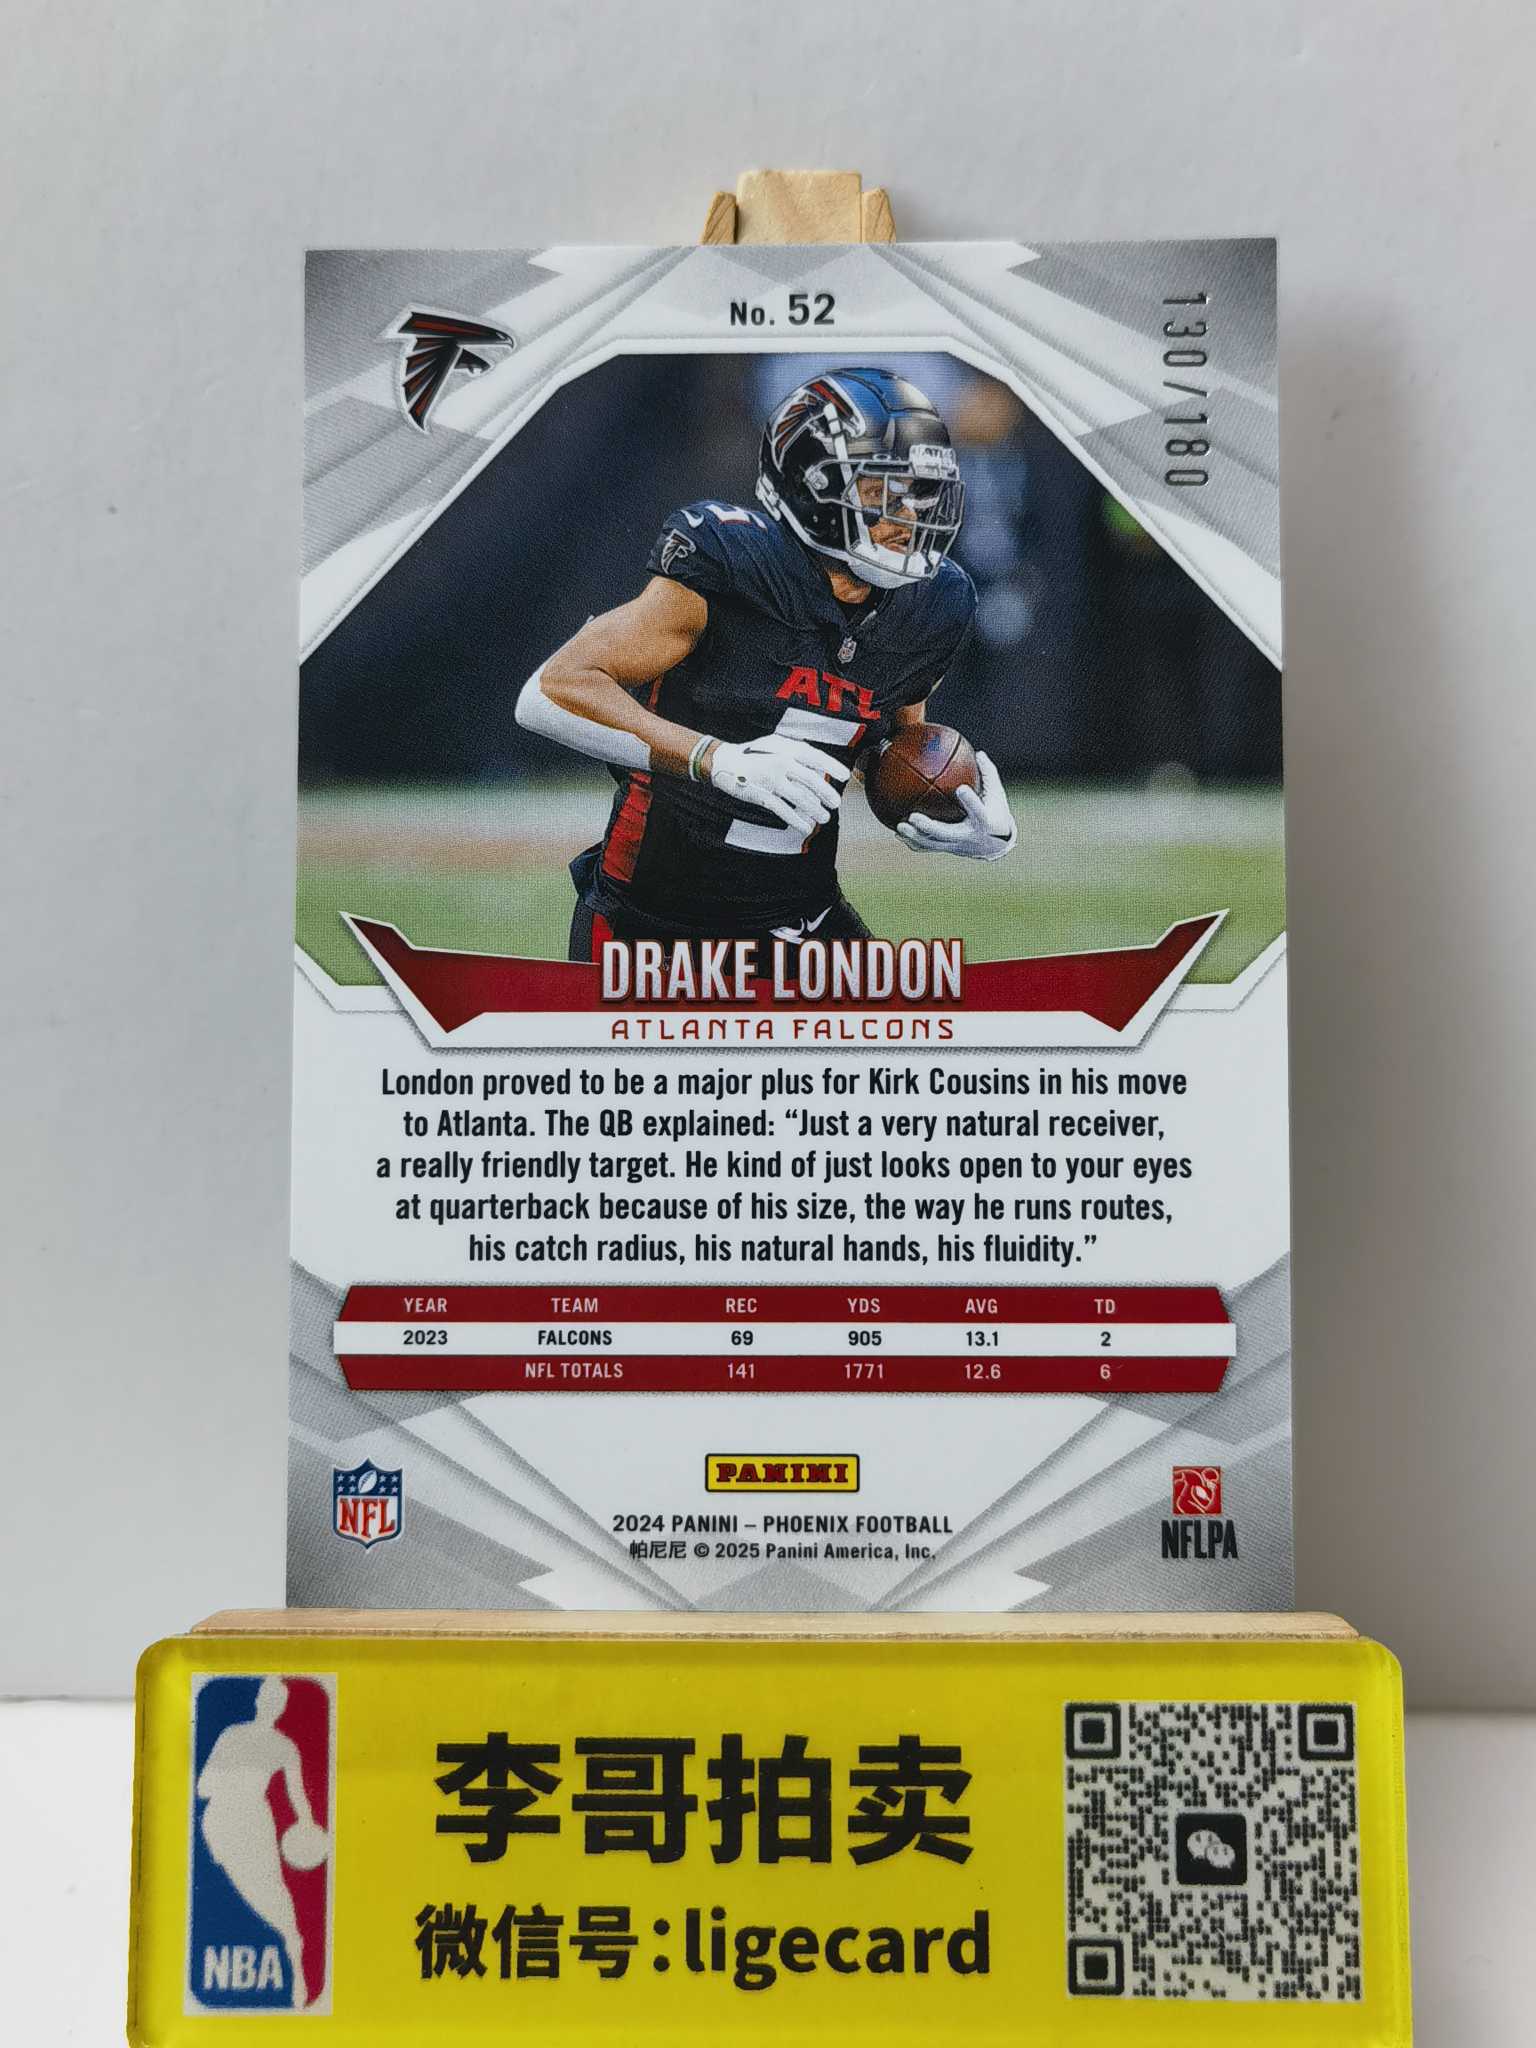 No. 52
130/180
ATL
5
5
ATL
DRAKE LONDON
ATLANTA FALCONS
London proved to be a major plus for Kirk Cousins in his move
to Atlanta. The QB explained: “Just a very natural receiver,
a really friendly target. He kind of just looks open to your eyes
at quarterback because of his size, the way he runs routes,
his catch radius, his natural hands, his fluidity.”
YEAR TEAM REC YDS AVG TD
2023 FALCONS 69 905 13.1 2
NFL TOTALS 141 1771 12.6 6
PANINI
NFL
NFLPA
2024 PANINI – PHOENIX FOOTBALL
帕尼尼 © 2025 Panini America, Inc.
李哥拍卖
微信号:ligecard
NBA